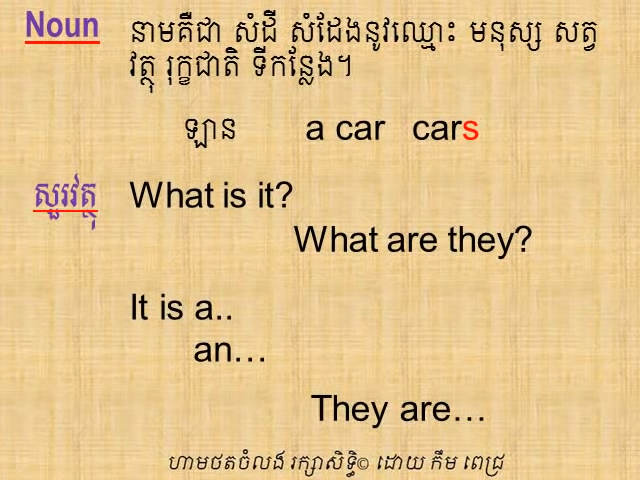 Noun នាមគឺជា សំដី សំដែងនូវឈ្មោះ មនុស្ស សត្វ
វត្ថុ រុក្ខជាតិ ទីកន្លែង។
ឡាន a car cars
សួរវត្ថុ What is it?
What are they?
It is a..
an…
They are…
ហាមថតចំលង រក្សាសិទ្ធិ© ដោយ កឹម ពេជ្រ